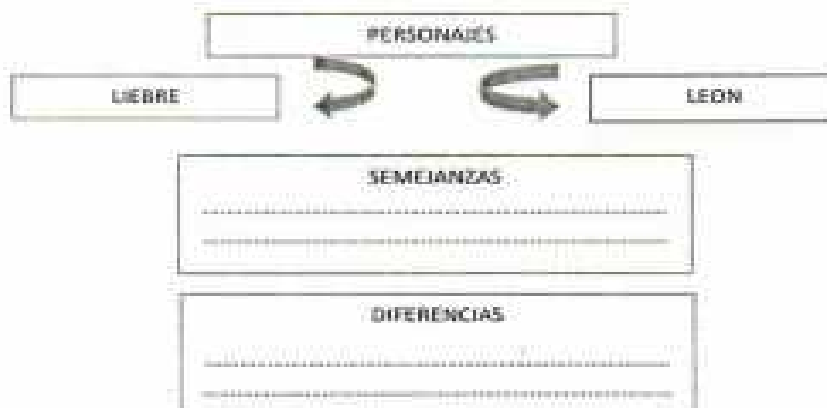 PERSONAJES
LIEBRE
LEON
SEMEJANZAS
DIFERENCIAS